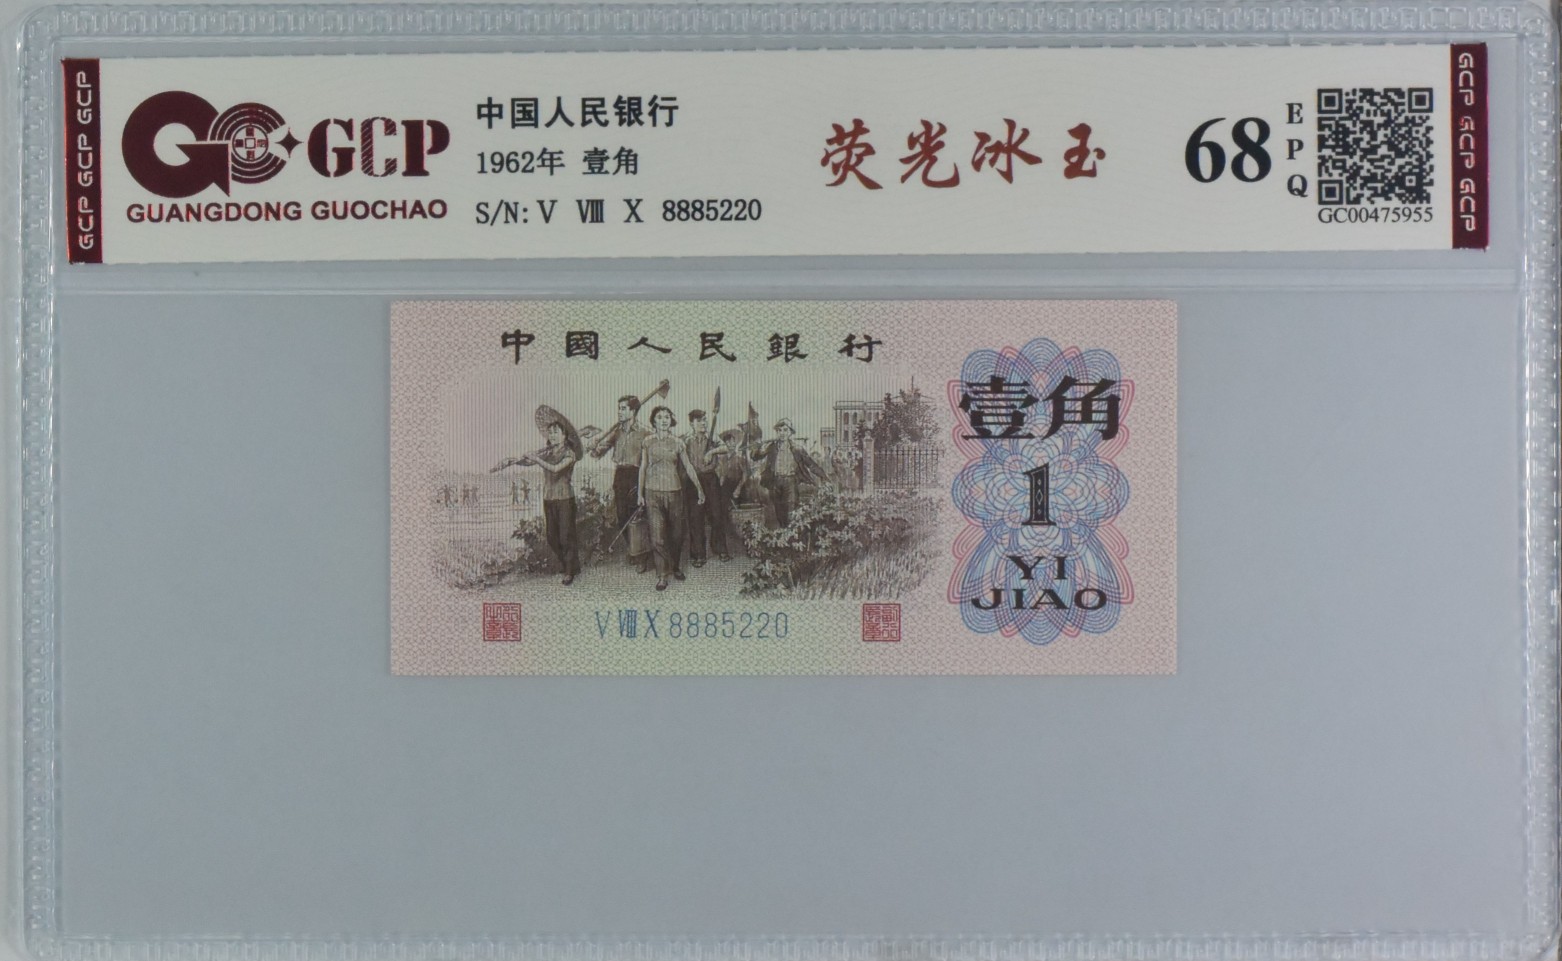 GCP GCP GCP
GCP
GUANGDONG GUOCHAO
中国人民银行
1962年 壹角
S/N: V Ⅷ X 8885220
荧光冰玉
68
EPQ
GC00475955
GCP GCP GCP
中國人民銀行
壹角
1
YI
JIAO
V Ⅷ X 8885220